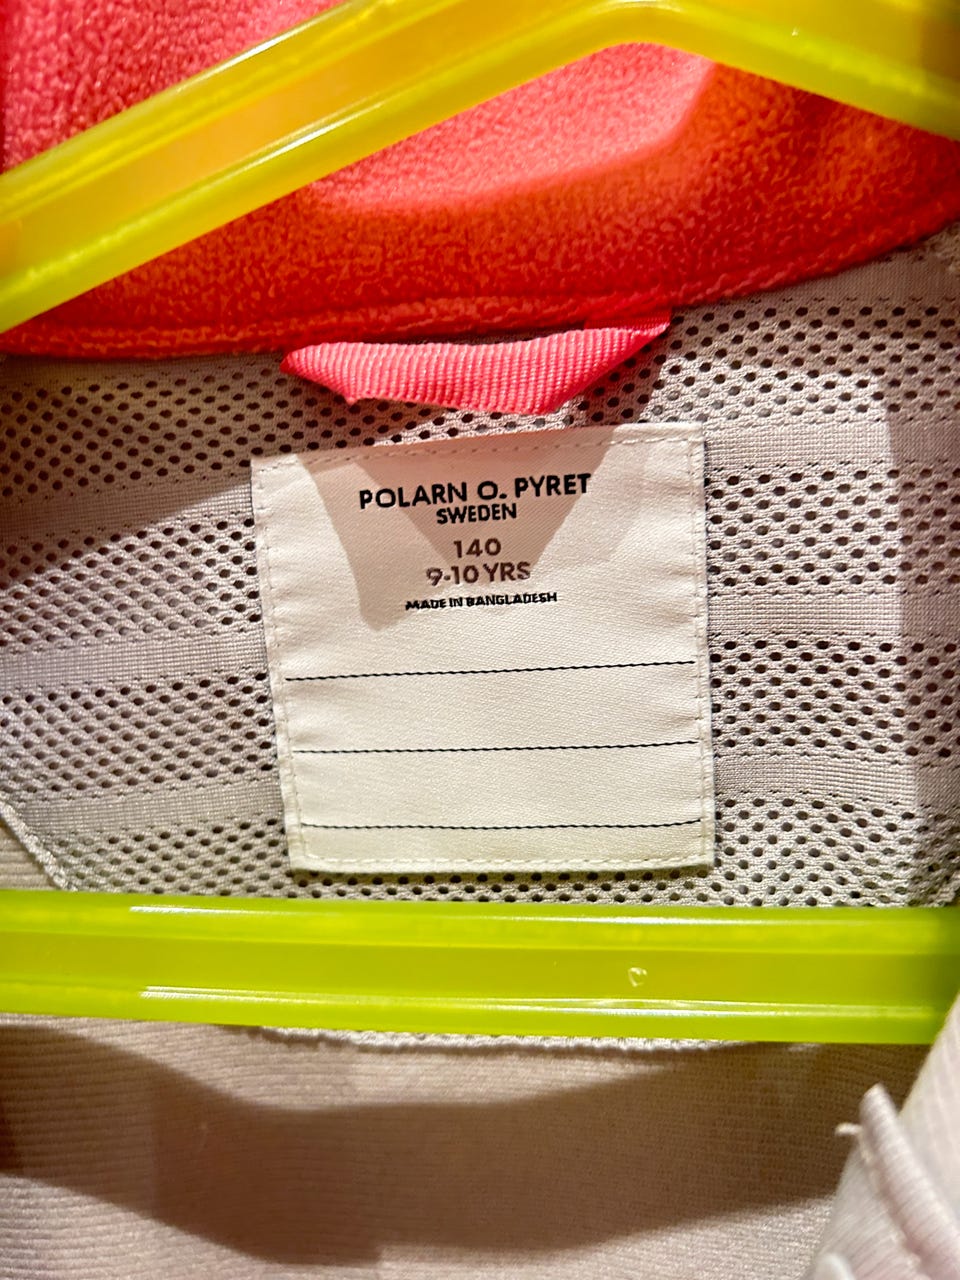 POLARN O. PYRET
SWEDEN
140
9-10 YRS
MADE IN BANGLADESH